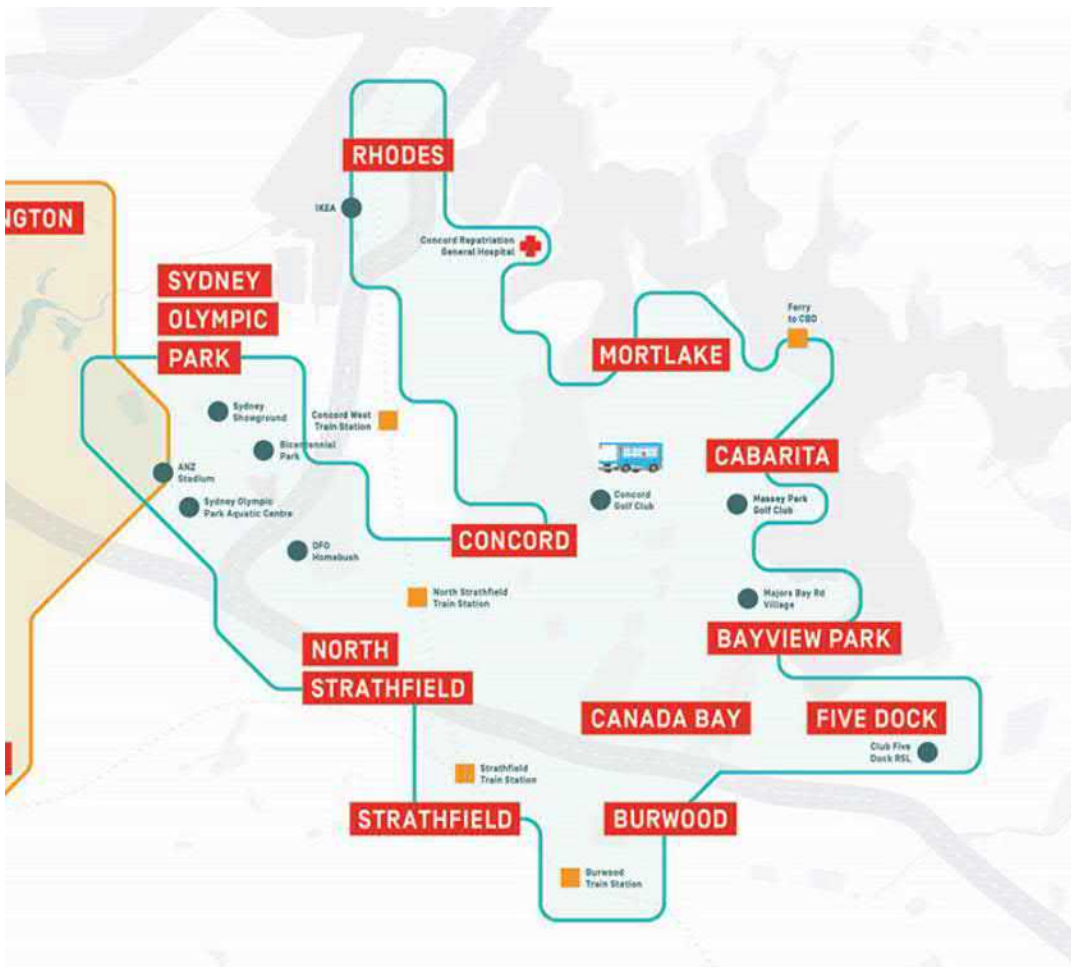 RHODES
IKEA
Concord Repatriation
General Hospital
NGTON
SYDNEY
OLYMPIC
PARK
Ferry
to CBD
MORTLAKE
Sydney
Showground
Concord West
Train Station
Bicentennial
Park
CABARITA
ANZ
Stadium
Sydney Olympic
Park Aquatic Centre
Concord
Golf Club
Massey Park
Golf Club
CONCORD
DFO
Homebush
North Strathfield
Train Station
Majors Bay Rd
Village
BAYVIEW PARK
NORTH
STRATHFIELD
CANADA BAY
FIVE DOCK
Club Five
Dock RSL
Strathfield
Train Station
STRATHFIELD
BURWOOD
Burwood
Train Station